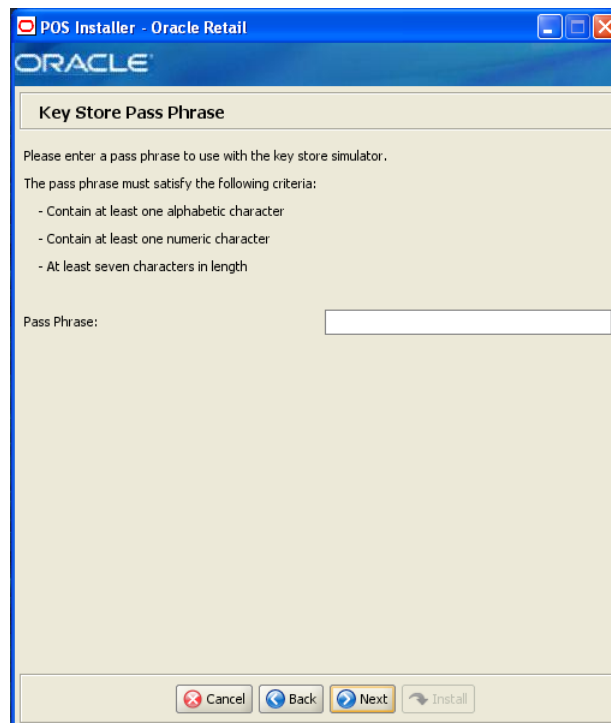 POS Installer - Oracle Retail
ORACLE
Key Store Pass Phrase
Please enter a pass phrase to use with the key store simulator.
The pass phrase must satisfy the following criteria:
- Contain at least one alphabetic character
- Contain at least one numeric character
- At least seven characters in length
Pass Phrase:
Cancel Back Next Install